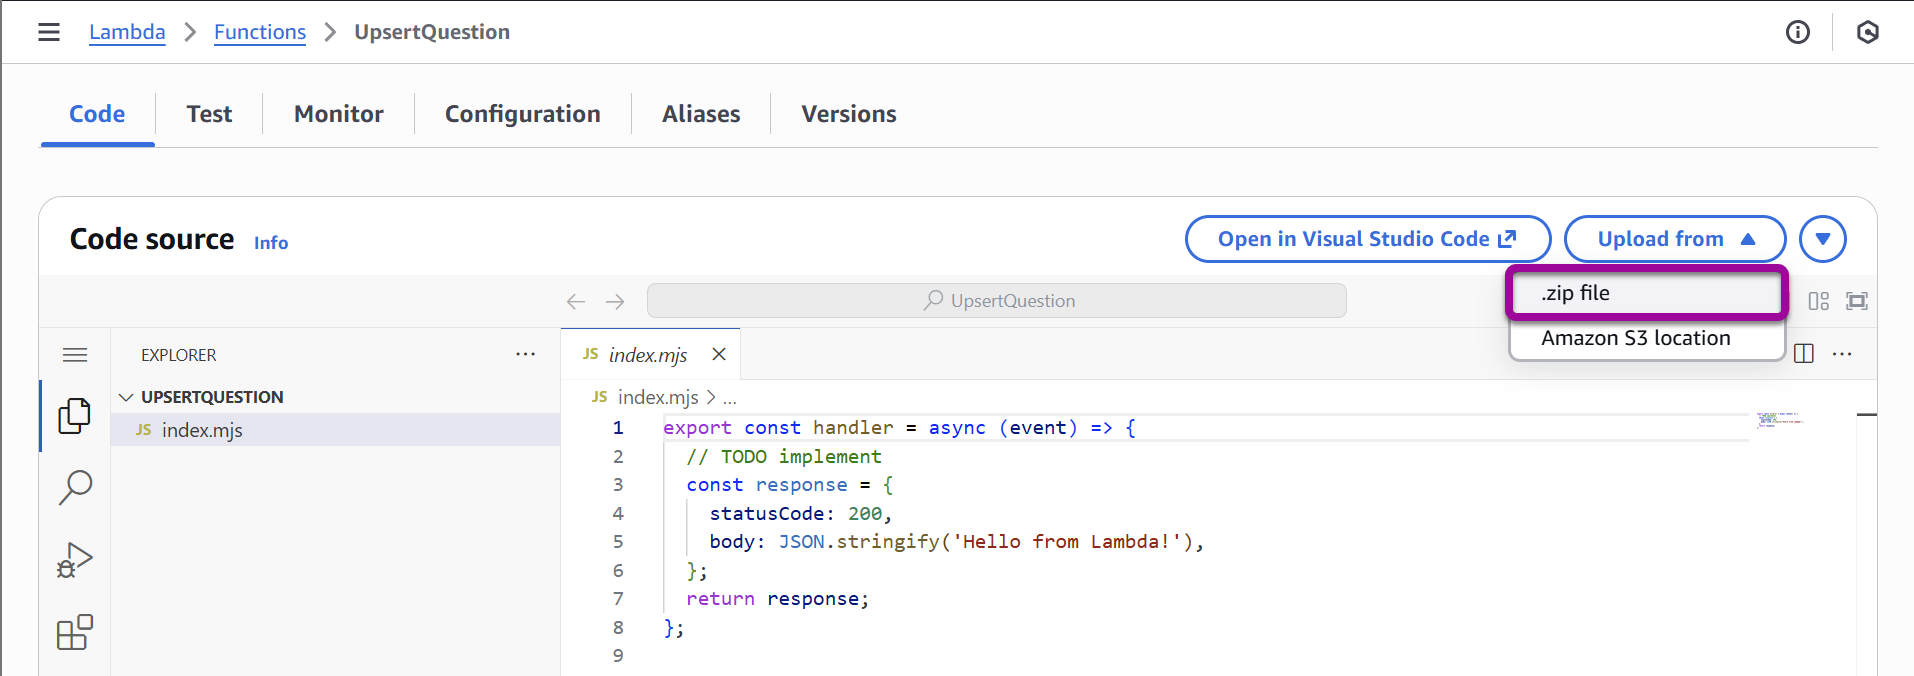 Lambda > Functions > UpsertQuestion
Code
Test
Monitor
Configuration
Aliases
Versions
Code source Info
Open in Visual Studio Code
Upload from
.zip file
Amazon S3 location
UpsertQuestion
EXPLORER ...
UPSERTQUESTION
JS index.mjs
JS index.mjs
JS index.mjs > ...
1 export const handler = async (event) => {
2 // TODO implement
3 const response = {
4 statusCode: 200,
5 body: JSON.stringify('Hello from Lambda!'),
6 };
7 return response;
8 };
9